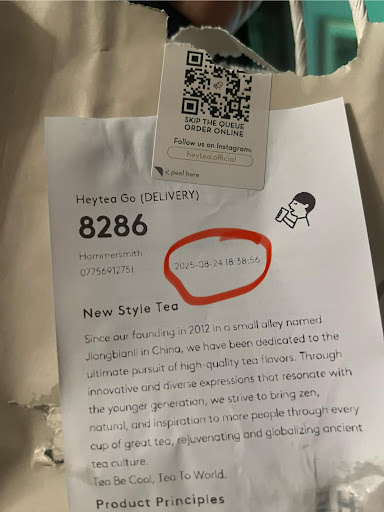 SKIP THE QUEUE
ORDER ONLINE
Follow us on Instagram:
heytea.official
< peel here
Heytea Go (DELIVERY)
8286
Hammersmith
07756912751
2025-08-24 18:38:56
New Style Tea
Since our founding in 2012 in a small alley named
Jiangbianli in China, we have been dedicated to the
ultimate pursuit of high-quality tea flavors. Through
innovative and diverse expressions that resonate with
the younger generation, we strive to bring zen,
natural, and inspiration to more people through every
cup of great tea, rejuvenating and globalizing ancient
tea culture.
Tea Be Cool, Tea To World.
Product Principles